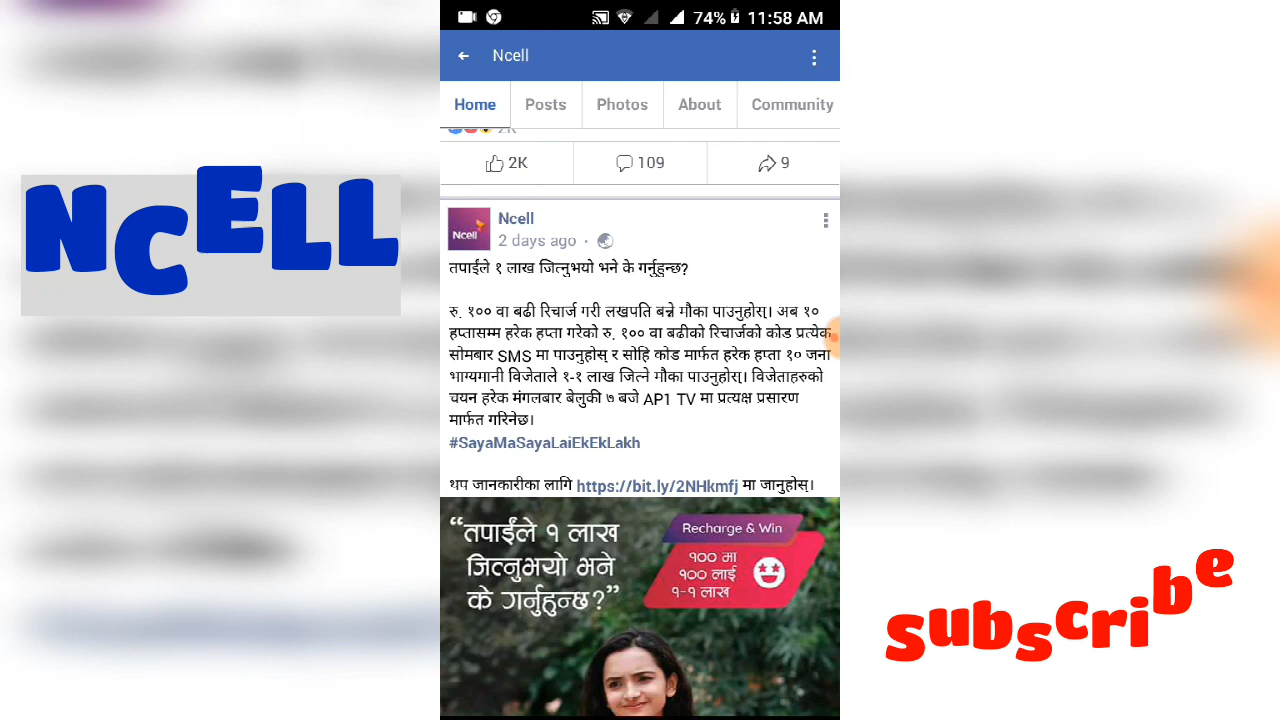 74% 11:58 AM
Ncell
Home Posts Photos About Community
2K
2K 109 9
NCELL
Ncell
Ncell
2 days ago ·
तपाईंले १ लाख जित्नुभयो भने के गर्नुहुन्छ?
रु. १०० वा बढी रिचार्ज गरी लखपति बन्ने मौका पाउनुहोस्। अब १०
हप्तासम्म हरेक हप्ता गरेको रु. १०० वा बढीको रिचार्जको कोड प्रत्येक
सोमबार SMS मा पाउनुहोस् र सोहि कोड मार्फत हरेक हप्ता १० जना
भाग्यमानी विजेताले १-१ लाख जित्ने मौका पाउनुहोस्। विजेताहरुको
चयन हरेक मंगलबार बेलुकी ७ बजे AP1 TV मा प्रत्यक्ष प्रसारण
मार्फत गरिनेछ।
#SayaMaSayaLaiEkEkLakh
थप जानकारीका लागि https://bit.ly/2NHkmfj मा जानुहोस्।
“तपाईंले १ लाख
जित्नुभयो भने
के गर्नुहुन्छ?”
Recharge & Win
१०० मा
१०० लाई
१-१ लाख
subscribe